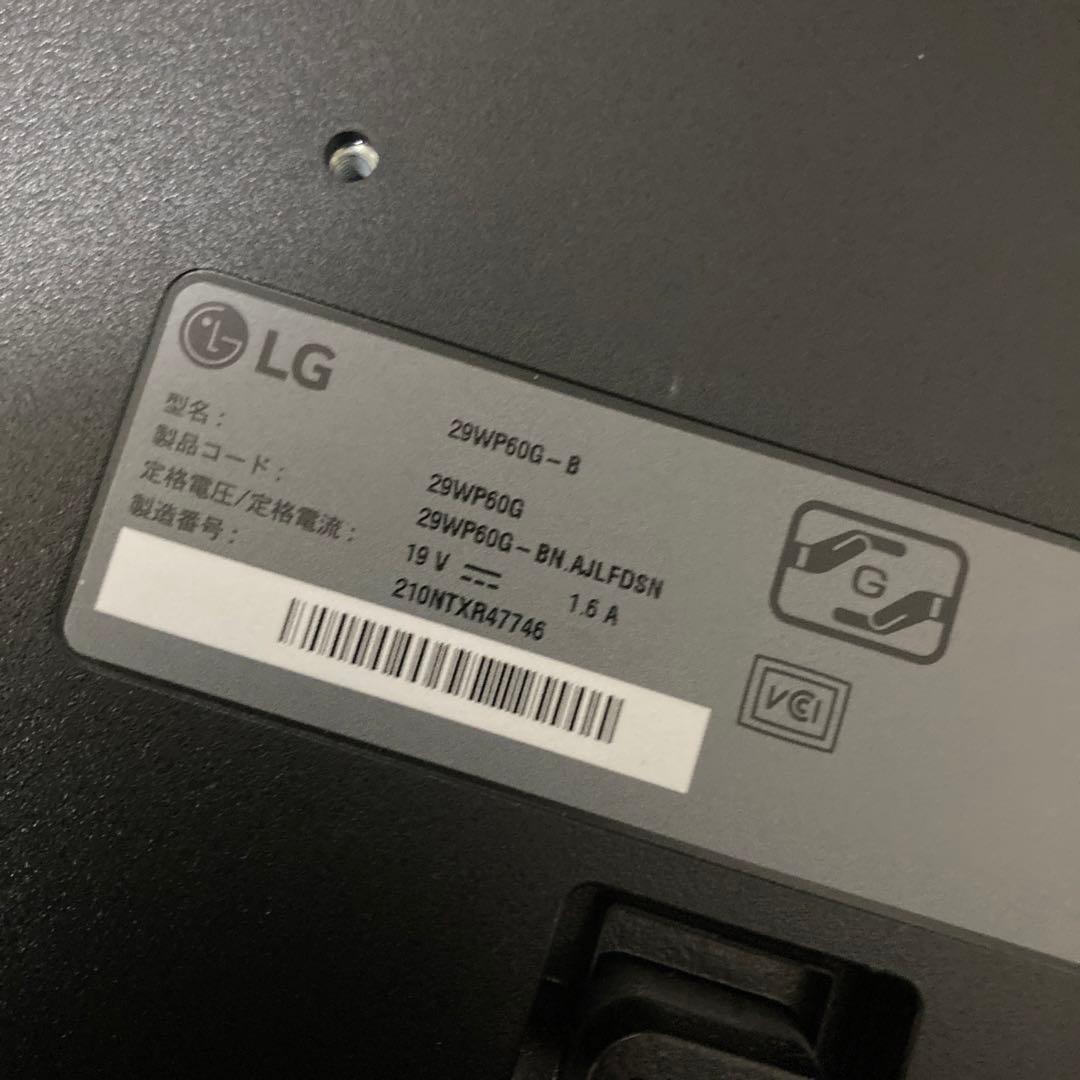 LG
型名: 29WP60G-B
29WP60G
製品コード: 29WP60G-BN.AJLFDSN
定格電圧/定格電流: 19 V ⎓ 1.6 A
製造番号: 210NTXR47746
G
VCCI